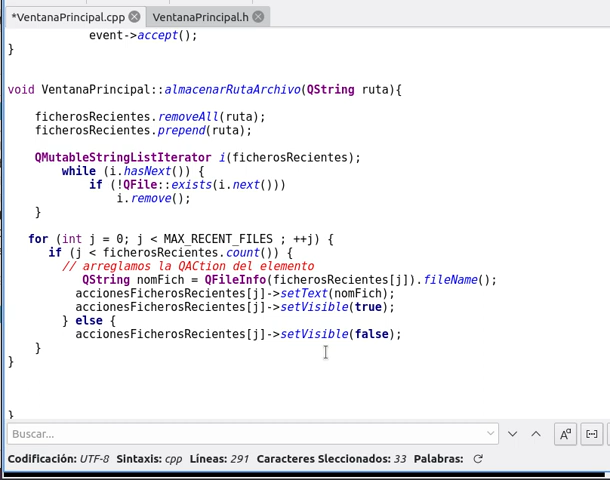 *VentanaPrincipal.cpp
VentanaPrincipal.h
event->accept();
}
void VentanaPrincipal::almacenarRutaArchivo(QString ruta){
ficherosRecientes.removeAll(ruta);
ficherosRecientes.prepend(ruta);
QMutableStringListIterator i(ficherosRecientes);
while (i.hasNext()) {
if (!QFile::exists(i.next()))
i.remove();
}
for (int j = 0; j < MAX_RECENT_FILES ; ++j) {
if (j < ficherosRecientes.count()) {
// arreglamos la QACtion del elemento
QString nomFich = QFileInfo(ficherosRecientes[j]).fileName();
accionesFicherosRecientes[j]->setText(nomFich);
accionesFicherosRecientes[j]->setVisible(true);
} else {
accionesFicherosRecientes[j]->setVisible(false);
}
}
}
Buscar...
Codificación: UTF-8 Sintaxis: cpp Líneas: 291 Caracteres Sleccionados: 33 Palabras: